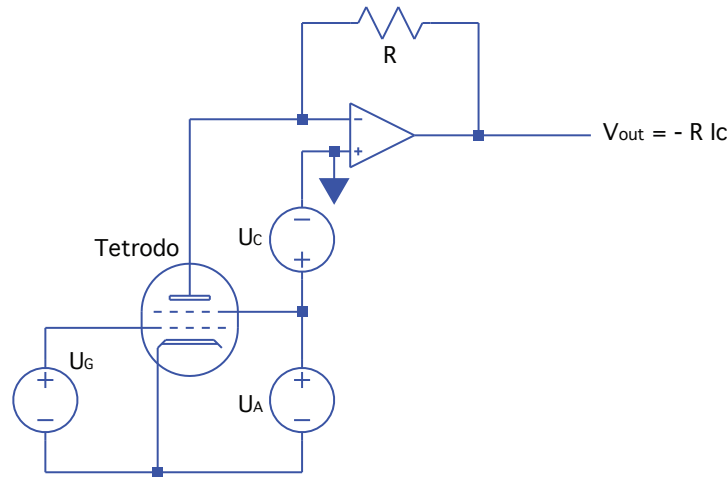 R
Vout = - R Ic
UC
Tetrodo
UG
UA